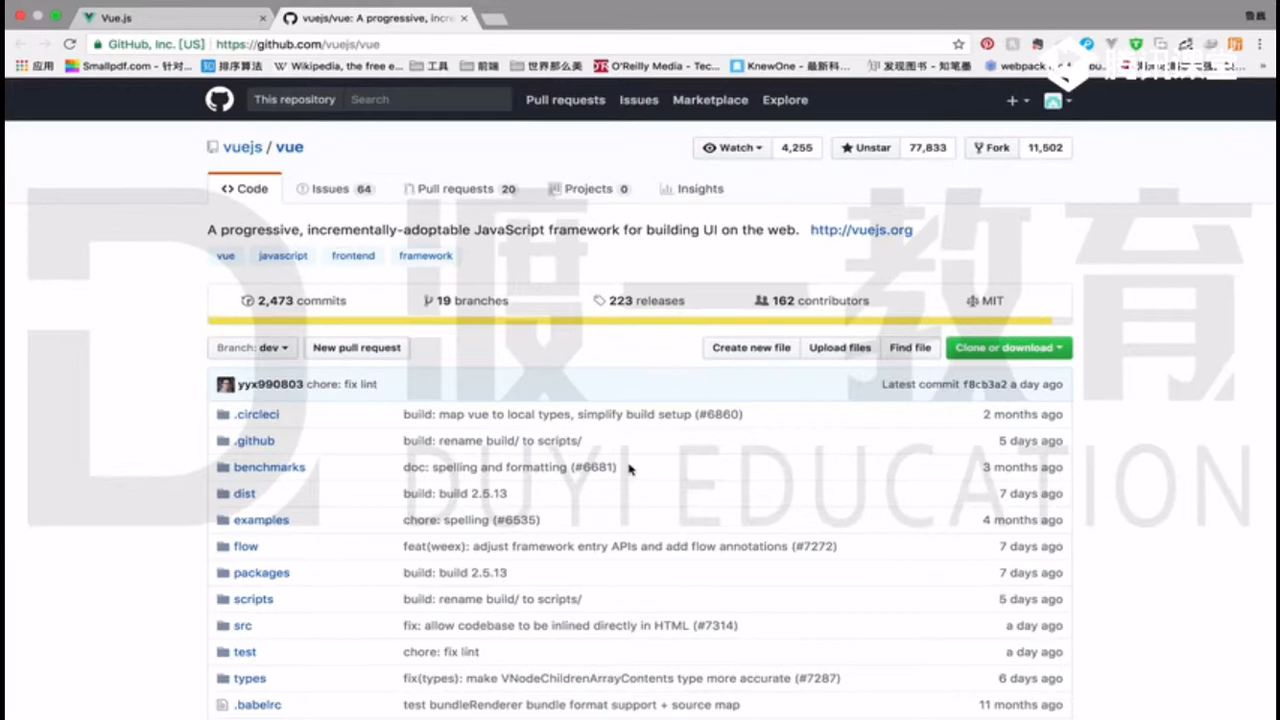 Vue.js
vuejs/vue: A progressive, incre
鲁班
GitHub, Inc. [US] https://github.com/vuejs/vue
应用 Smallpdf.com - 针对... 排序算法 Wikipedia, the free e... 工具 前端 世界那么美 O'Reilly Media - Tec... KnewOne - 最新科... 发现图书 - 知笔墨 webpack
腾讯课堂
This repository Search Pull requests Issues Marketplace Explore
vuejs / vue Watch 4,255 Unstar 77,833 Fork 11,502
Code Issues 64 Pull requests 20 Projects 0 Insights
A progressive, incrementally-adoptable JavaScript framework for building UI on the web. http://vuejs.org
vue javascript frontend framework
2,473 commits 19 branches 223 releases 162 contributors MIT
Branch: dev New pull request Create new file Upload files Find file Clone or download
yyx990803 chore: fix lint Latest commit f8cb3a2 a day ago
.circleci build: map vue to local types, simplify build setup (#6860) 2 months ago
.github build: rename build/ to scripts/ 5 days ago
benchmarks doc: spelling and formatting (#6681) 3 months ago
dist build: build 2.5.13 7 days ago
examples chore: spelling (#6535) 4 months ago
flow feat(weex): adjust framework entry APIs and add flow annotations (#7272) 7 days ago
packages build: build 2.5.13 7 days ago
scripts build: rename build/ to scripts/ 5 days ago
src fix: allow codebase to be inlined directly in HTML (#7314) a day ago
test chore: fix lint a day ago
types fix(types): make VNodeChildrenArrayContents type more accurate (#7287) 6 days ago
.babelrc test bundleRenderer bundle format support + source map 11 months ago
渡 教育
DUYI EDUCATION